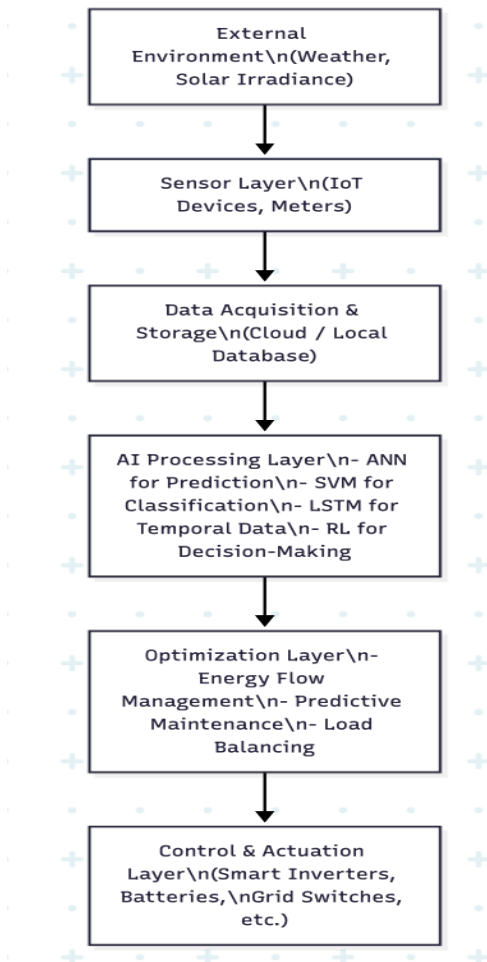 External
Environment\n(Weather,
Solar Irradiance)
Sensor Layer\n(IoT
Devices, Meters)
Data Acquisition &
Storage\n(Cloud / Local
Database)
AI Processing Layer\n- ANN
for Prediction\n- SVM for
Classification\n- LSTM for
Temporal Data\n- RL for
Decision-Making
Optimization Layer\n-
Energy Flow
Management\n- Predictive
Maintenance\n- Load
Balancing
Control & Actuation
Layer\n(Smart Inverters,
Batteries,\nGrid Switches,
etc.)